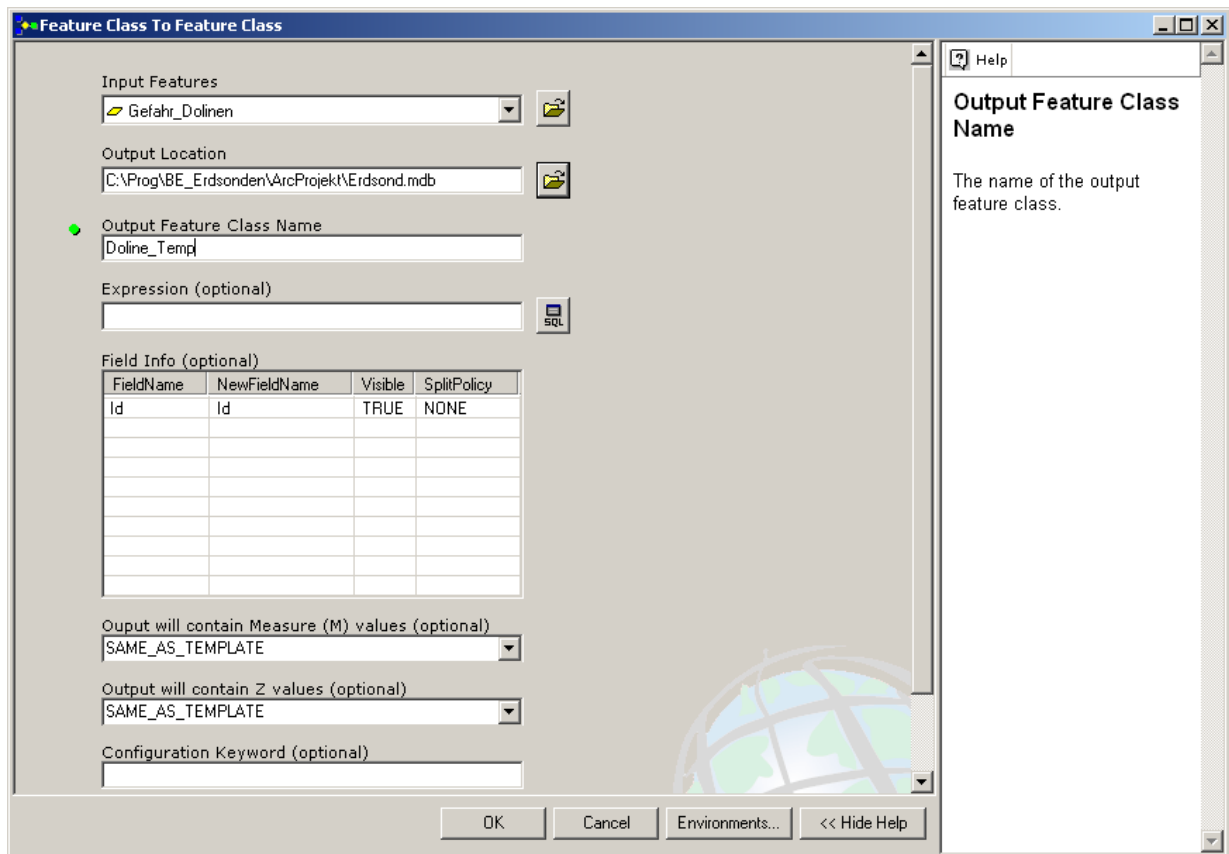 Feature Class To Feature Class
Input Features
Gefahr_Dolinen
Output Location
C:\Prog\BE_Erdsonden\ArcProjekt\Erdsond.mdb
Output Feature Class Name
Doline_Temp
Expression (optional)
SQL
Field Info (optional)
FieldName NewFieldName Visible SplitPolicy
Id Id TRUE NONE
Ouput will contain Measure (M) values (optional)
SAME_AS_TEMPLATE
Output will contain Z values (optional)
SAME_AS_TEMPLATE
Configuration Keyword (optional)
OK Cancel Environments... << Hide Help
Help
Output Feature Class
Name
The name of the output
feature class.